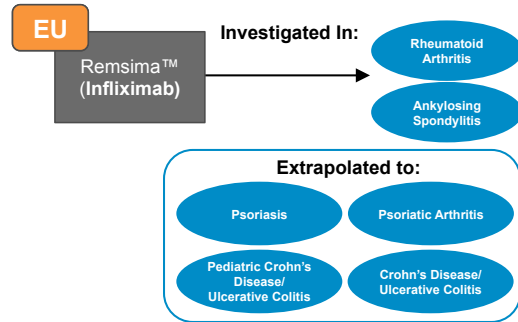 EU
Remsima™
(Infliximab)
Investigated In:
Rheumatoid
Arthritis
Ankylosing
Spondylitis
Extrapolated to:
Psoriasis
Psoriatic Arthritis
Pediatric Crohn's
Disease/
Ulcerative Colitis
Crohn's Disease/
Ulcerative Colitis